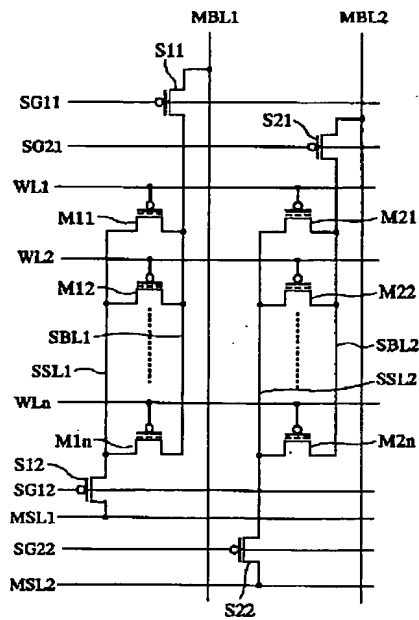 MBL1 MBL2
S11
SG11
S21
SG21
WL1
M11 M21
WL2
M12 M22
SBL1 SBL2
SSL1 SSL2
WLn
M1n M2n
S12
SG12
MSL1
SG22
MSL2
S22